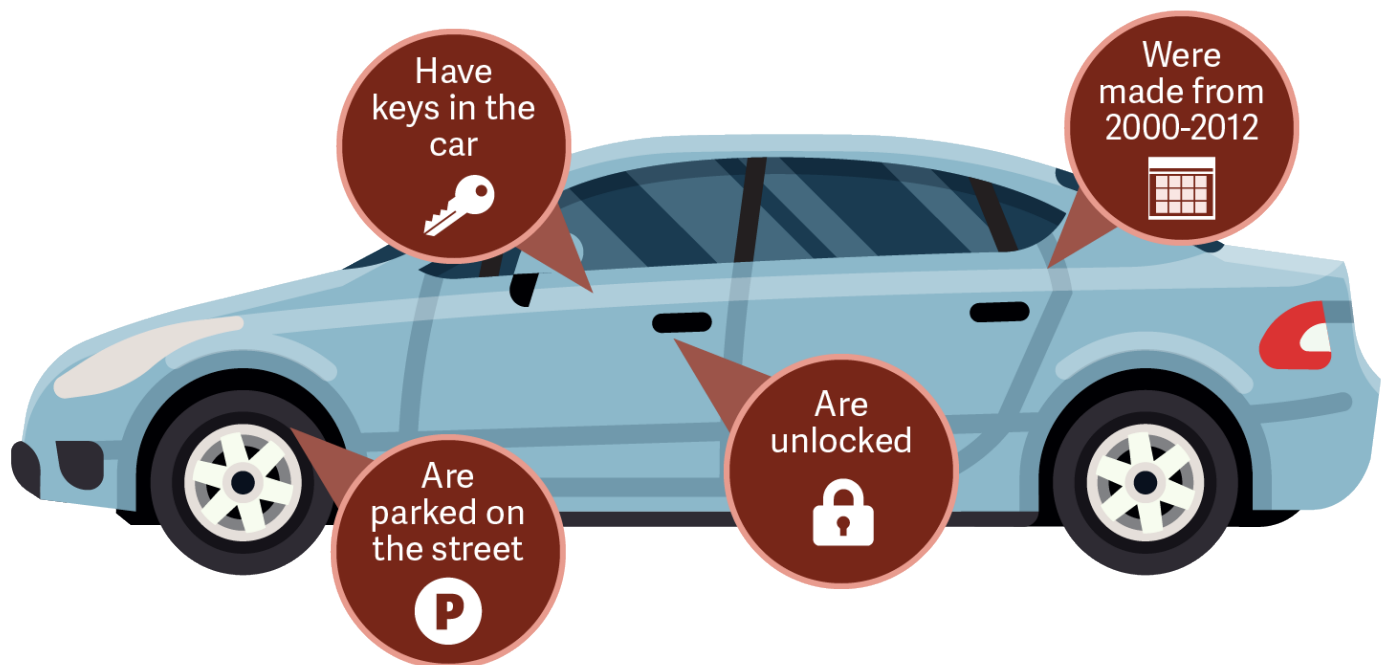 Have
keys in the
car
Were
made from
2000-2012
Are
unlocked
Are
parked on
the street
P